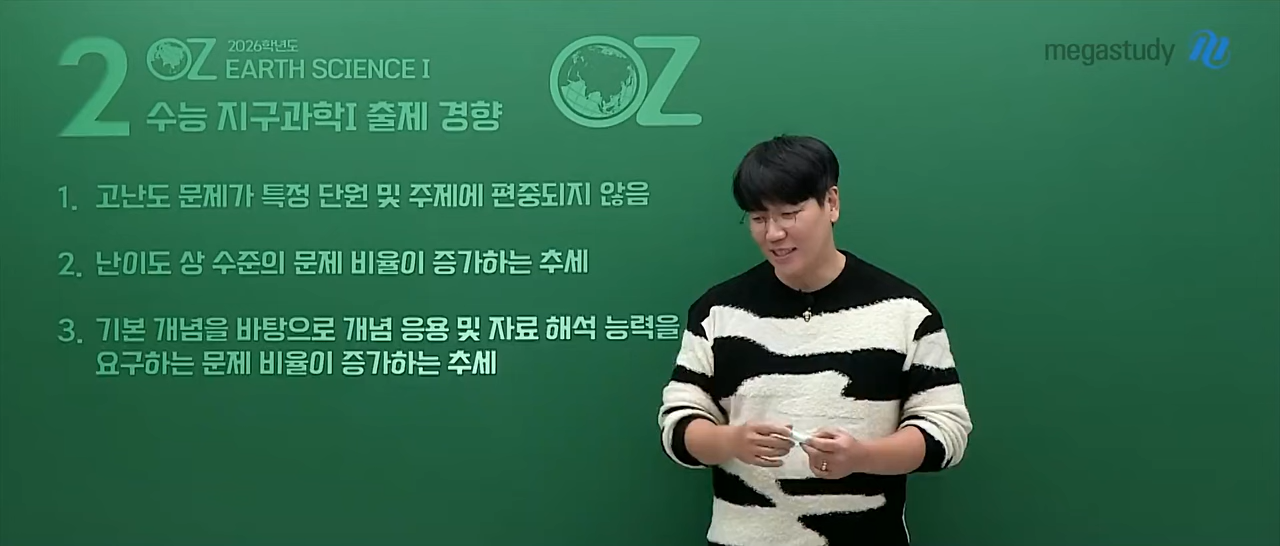 2
OZ 2026학년도
EARTH SCIENCE I
수능 지구과학I 출제 경향
OZ
megastudy
1. 고난도 문제가 특정 단원 및 주제에 편중되지 않음
2. 난이도 상 수준의 문제 비율이 증가하는 추세
3. 기본 개념을 바탕으로 개념 응용 및 자료 해석 능력을
요구하는 문제 비율이 증가하는 추세